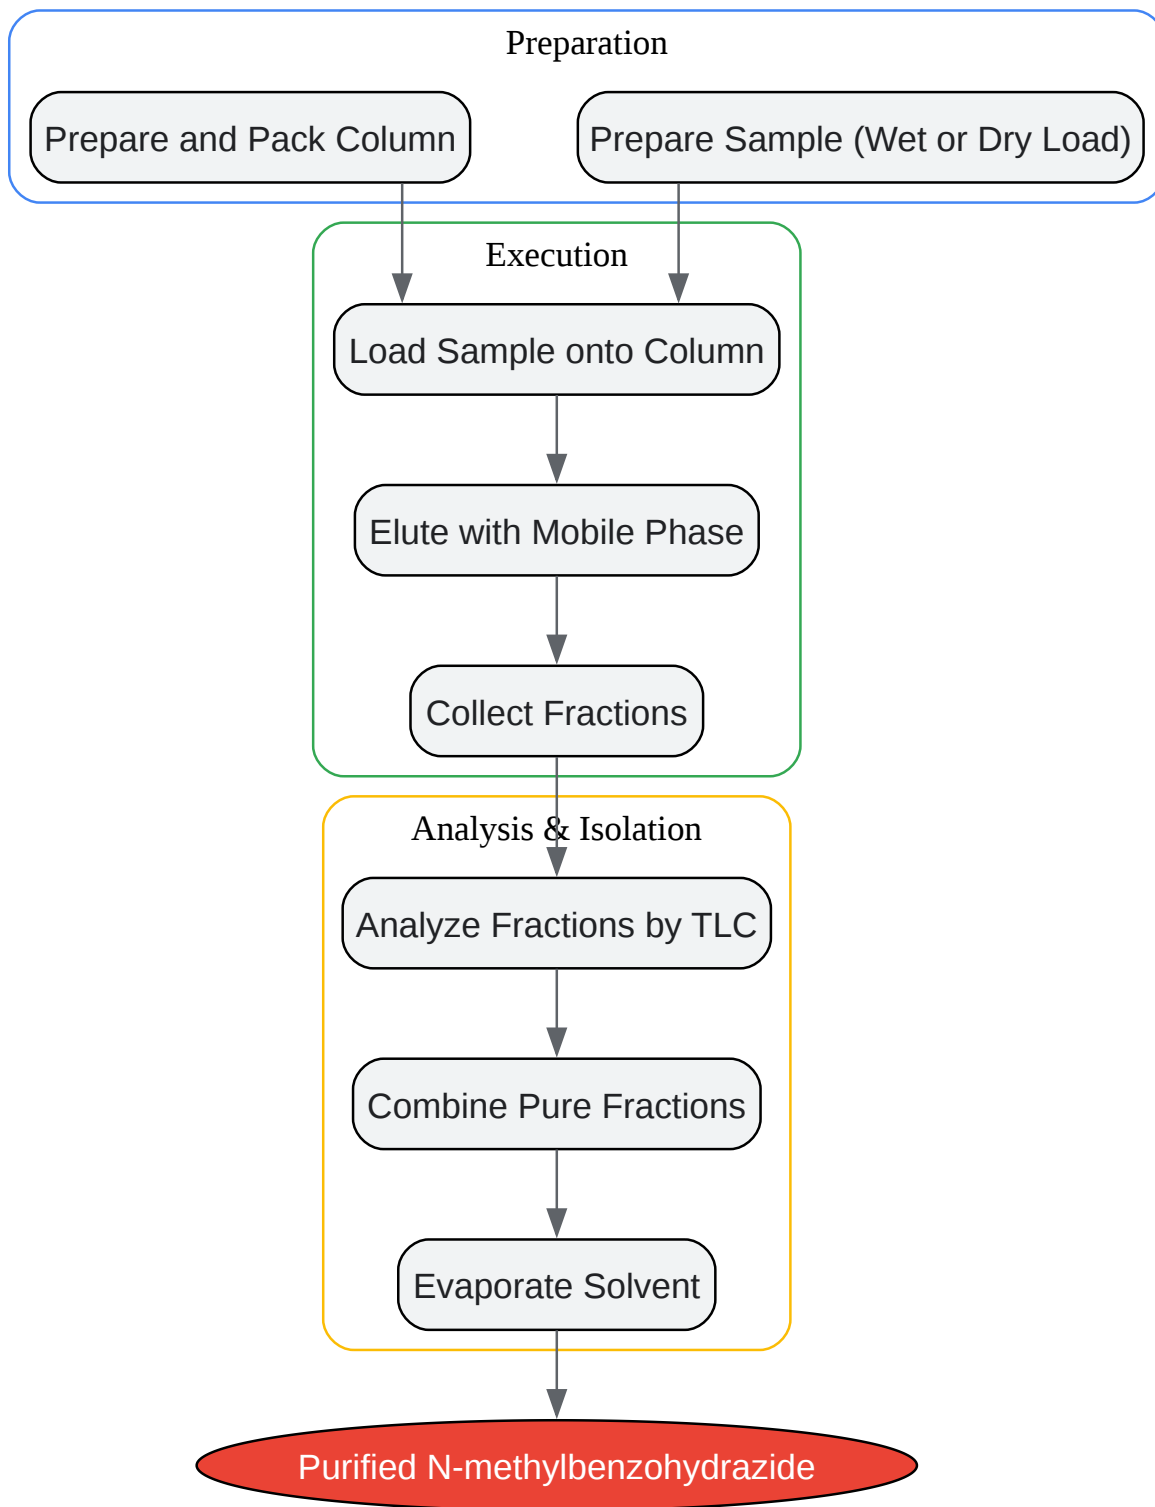 Preparation
Prepare and Pack Column
Prepare Sample (Wet or Dry Load)
Execution
Load Sample onto Column
Elute with Mobile Phase
Collect Fractions
Analysis & Isolation
Analyze Fractions by TLC
Combine Pure Fractions
Evaporate Solvent
Purified N-methylbenzohydrazide